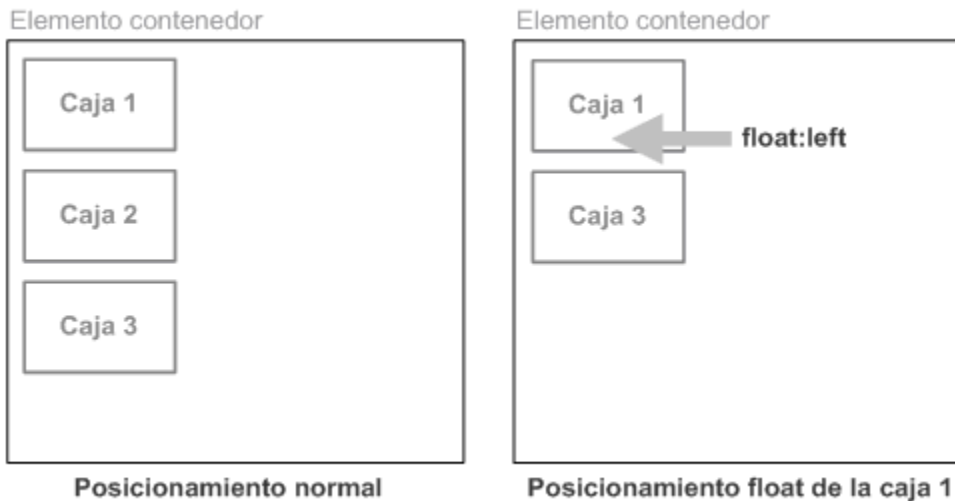 Elemento contenedor
Caja 1
Caja 2
Caja 3
Posicionamiento normal
Elemento contenedor
Caja 1
float:left
Caja 3
Posicionamiento float de la caja 1